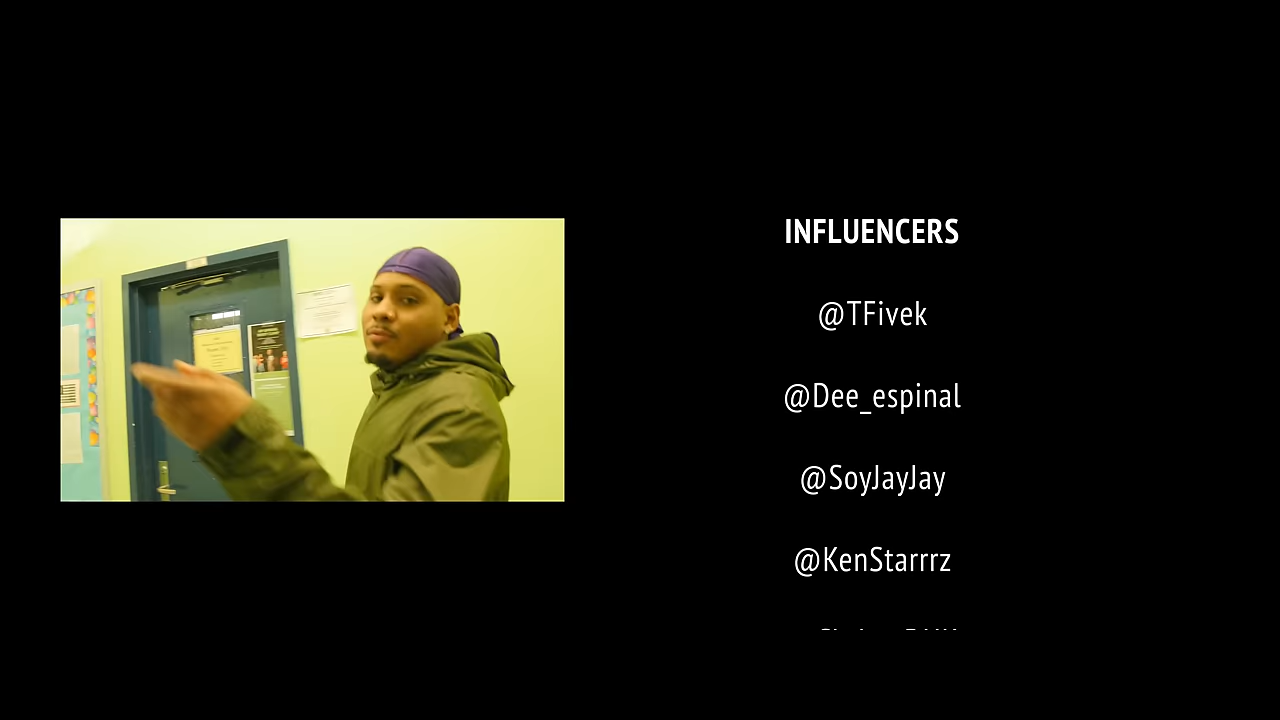 INFLUENCERS
@TFivek
@Dee_espinal
@SoyJayJay
@KenStarrrz